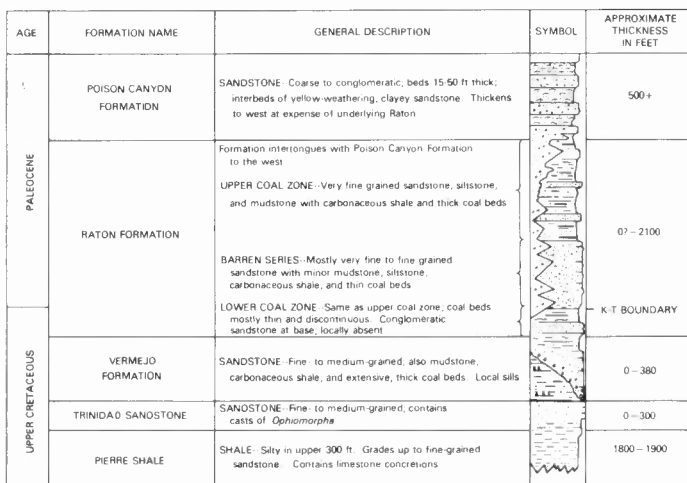 AGE
FORMATION NAME
GENERAL DESCRIPTION
SYMBOL
APPROXIMATE
THICKNESS
IN FEET
PALEOCENE
POISON CANYON
FORMATION
SANDSTONE--Coarse to conglomeratic; beds 15-50 ft thick;
interbeds of yellow-weathering, clayey sandstone. Thickens
to west at expense of underlying Raton
500+
RATON FORMATION
Formation intertongues with Poison Canyon Formation
to the west
UPPER COAL ZONE--Very fine grained sandstone, siltstone,
and mudstone with carbonaceous shale and thick coal beds
BARREN SERIES--Mostly very fine to fine grained
sandstone with minor mudstone, siltstone,
carbonaceous shale, and thin coal beds
LOWER COAL ZONE--Same as upper coal zone; coal beds
mostly thin and discontinuous. Conglomeratic
sandstone at base; locally absent
0?-2100
K-T BOUNDARY
UPPER CRETACEOUS
VERMEJO
FORMATION
SANDSTONE--Fine- to medium-grained; also mudstone,
carbonaceous shale, and extensive, thick coal beds. Local sills
0-380
TRINIDAD SANDSTONE
SANDSTONE--Fine- to medium-grained; contains
casts of Ophiomorpha
0-300
PIERRE SHALE
SHALE--Silty in upper 300 ft. Grades up to fine-grained
sandstone. Contains limestone concretions
1800-1900